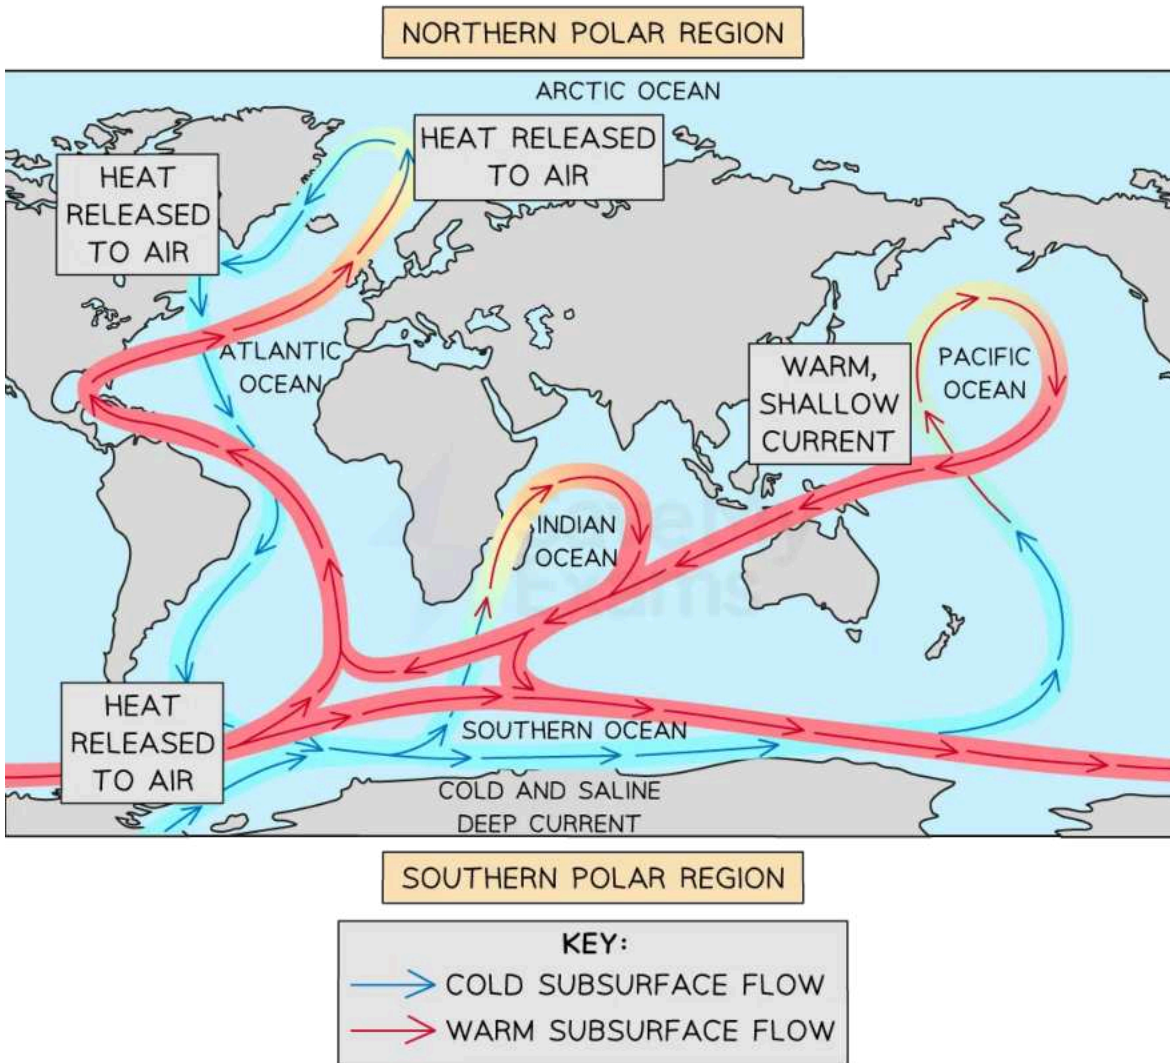 NORTHERN POLAR REGION
ARCTIC OCEAN
HEAT RELEASED
TO AIR
HEAT
RELEASED
TO AIR
ATLANTIC
OCEAN
WARM,
SHALLOW
CURRENT
PACIFIC
OCEAN
INDIAN
OCEAN
Exams
HEAT
RELEASED
TO AIR
SOUTHERN OCEAN
COLD AND SALINE
DEEP CURRENT
SOUTHERN POLAR REGION
KEY:
COLD SUBSURFACE FLOW
WARM SUBSURFACE FLOW